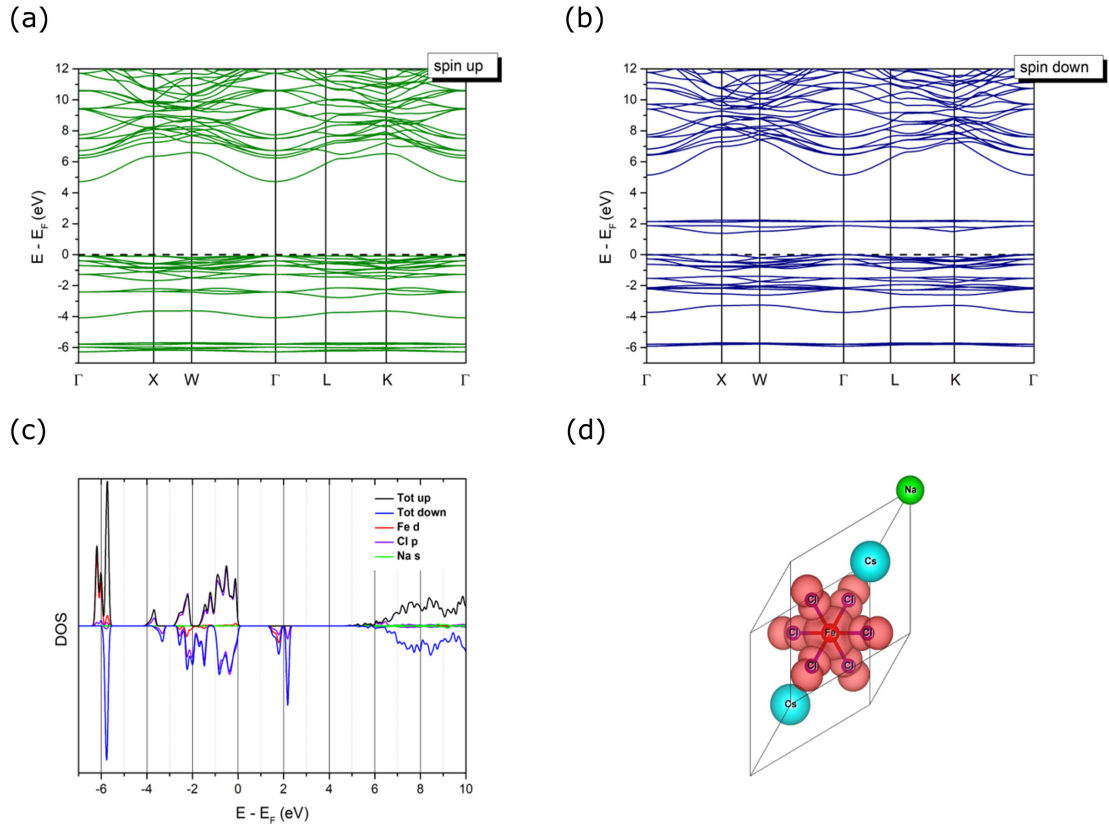 (a)
(b)
spin up
spin down
12
10
8
6
4
2
0
-2
-4
-6
E - E_F (eV)
Γ X W Γ L K Γ
12
10
8
6
4
2
0
-2
-4
-6
E - E_F (eV)
Γ X W Γ L K Γ
(c)
(d)
Tot up
Tot down
Fe d
Cl p
Na s
DOS
-6 -4 -2 0 2 4 6 8 10
E - E_F (eV)
Na
Cs
Cl Cl
Cl Fe Cl
Cl Cl
Cs